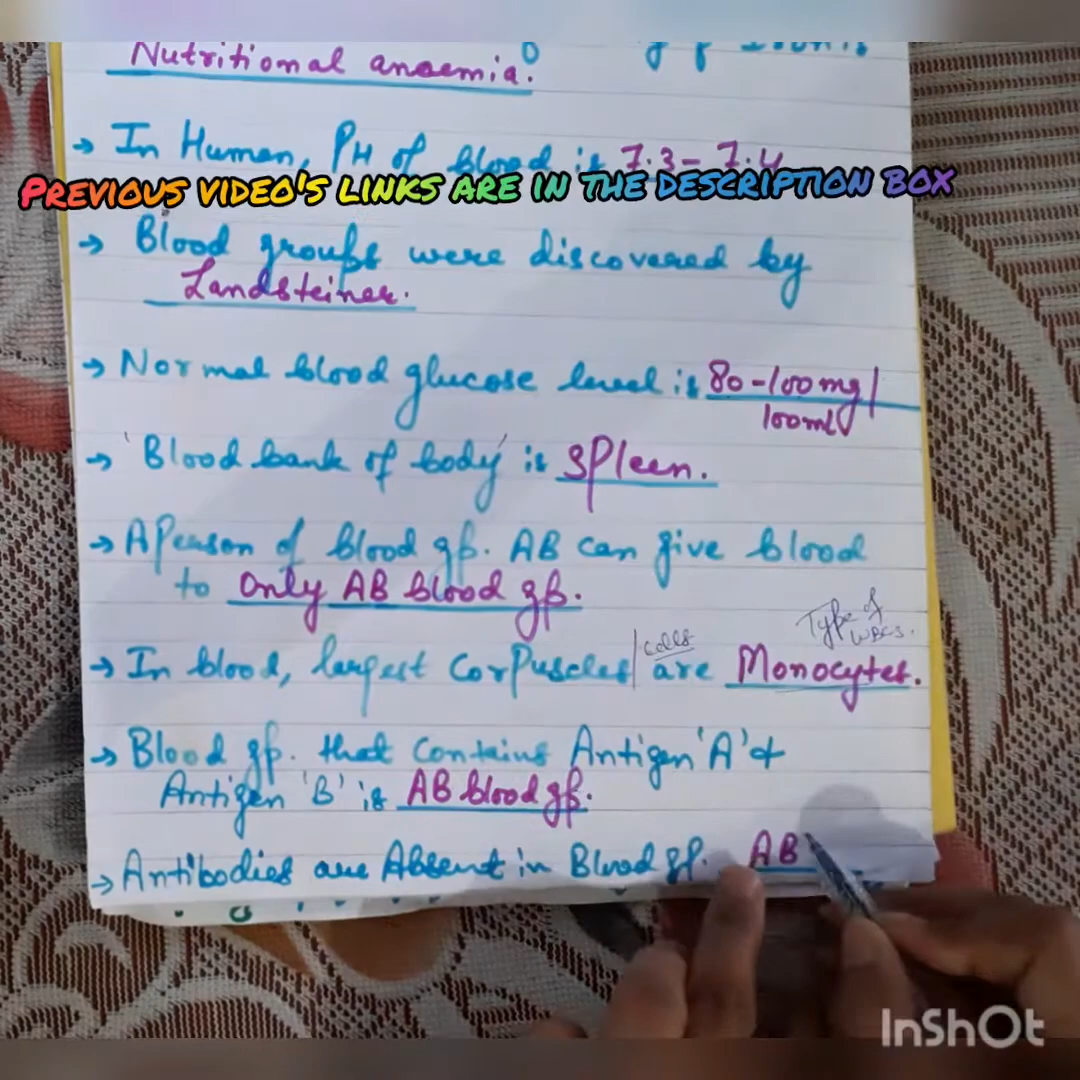 Nutritional anaemia.
→ In Human, PH of blood is 7.3 - 7.4
PREVIOUS VIDEO'S LINKS ARE IN THE DESCRIPTION BOX
→ Blood groups were discovered by
Landsteiner.
→ Normal blood glucose level is 80-100mg/
100ml
→ 'Blood bank of body' is Spleen.
→ A Person of blood gp. AB can give blood
to Only AB blood gp.
Type of
WBCs.
→ In blood, largest Corpuscles/cells are Monocytes.
→ Blood gp. that contains Antigen 'A' &
Antigen 'B' is AB blood gp.
→ Antibodies are Absent in Blood gp. AB
InShOt